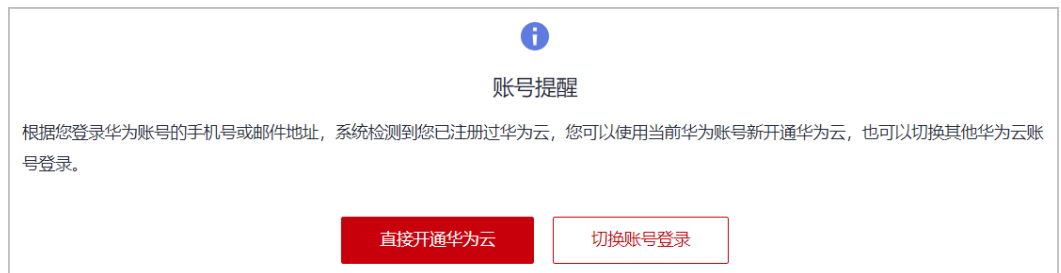 账号提醒
根据您登录华为账号的手机号或邮件地址，系统检测到您已注册过华为云，您可以使用当前华为账号新开通华为云，也可以切换其他华为云账
号登录。
直接开通华为云
切换账号登录